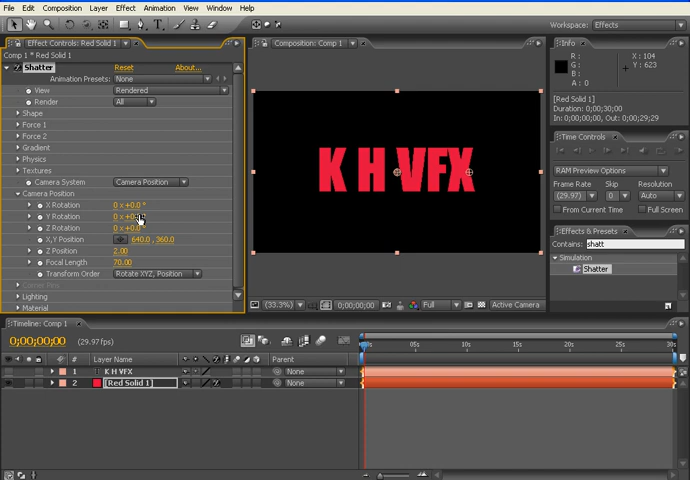 File Edit Composition Layer Effect Animation View Window Help
Workspace: Effects
Effect Controls: Red Solid 1
Comp 1 * Red Solid 1
Shatter Reset About...
Animation Presets: None
View Rendered
Render All
Shape
Force 1
Force 2
Gradient
Physics
Textures
Camera System Camera Position
Camera Position
X Rotation 0 x +0.0 °
Y Rotation 0 x +0.
Z Rotation 0 x +0.0 °
X,Y Position 640.0 , 360.0
Z Position 2.00
Focal Length 70.00
Transform Order Rotate XYZ, Position
Corner Pins
Lighting
Material
Composition: Comp 1
K H VFX
(33.3%) 0;00;00;00 Full Active Camera
Info
R : X : 104
G : Y : 623
B :
A : 0
[Red Solid 1]
Duration: 0;00;30;00
In: 0;00;00;00, Out: 0;00;29;29
Time Controls
RAM Preview Options
Frame Rate Skip Resolution
(29.97) 0 Auto
From Current Time Full Screen
Effects & Presets
Contains: shatt
Simulation
Shatter
Timeline: Comp 1
0;00;00;00 (29.97 fps)
# Layer Name Parent
05s 10s 15s 20s 25s 30s
1 T K H VFX None
2 [Red Solid 1] None